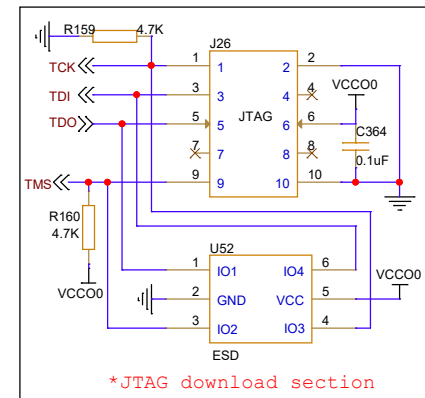 R159 4.7K
J26
TCK 1 1 2 2
VCCO0
TDI 3 3 4 4
TDO 5 5 JTAG 6 6
C364
7 7 8 8
0.1uF
TMS 9 9 10 10
R160
4.7K
U52
VCCO0
1 IO1 IO4 6
VCCO0
2 GND VCC 5
3 IO2 IO3 4
ESD
*JTAG download section